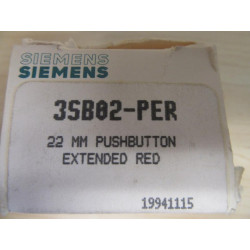 SIEMENS
SIEMENS
3SB02-PER
22 MM PUSHBUTTON
EXTENDED RED
19941115